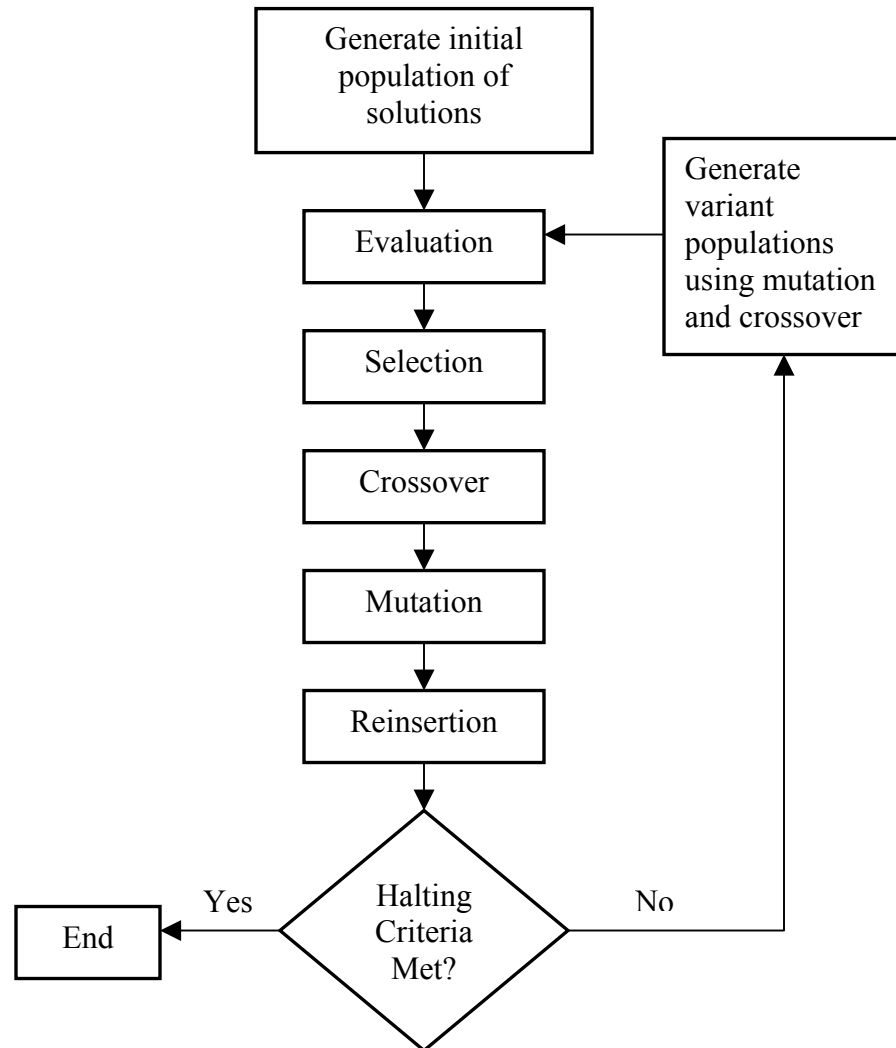 Generate initial
population of
solutions
Generate
variant
populations
using mutation
and crossover
Evaluation
Selection
Crossover
Mutation
Reinsertion
Halting
Criteria
Met?
Yes
No
End